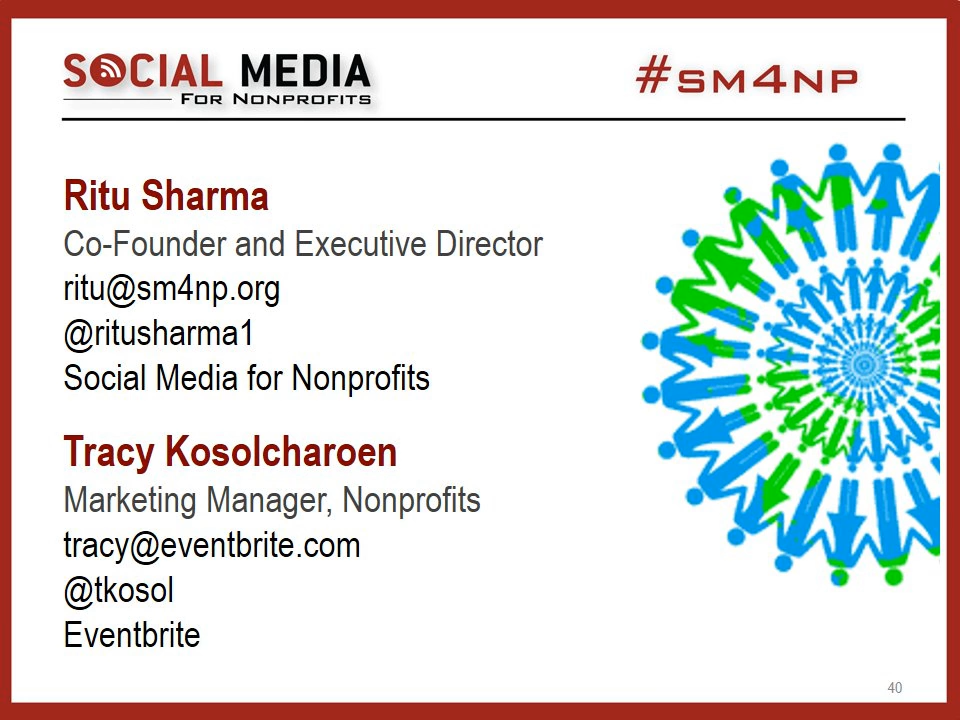 SOCIAL MEDIA
FOR NONPROFITS
#SM4NP
Ritu Sharma
Co-Founder and Executive Director
ritu@sm4np.org
@ritusharma1
Social Media for Nonprofits
Tracy Kosolcharoen
Marketing Manager, Nonprofits
tracy@eventbrite.com
@tkosol
Eventbrite
40